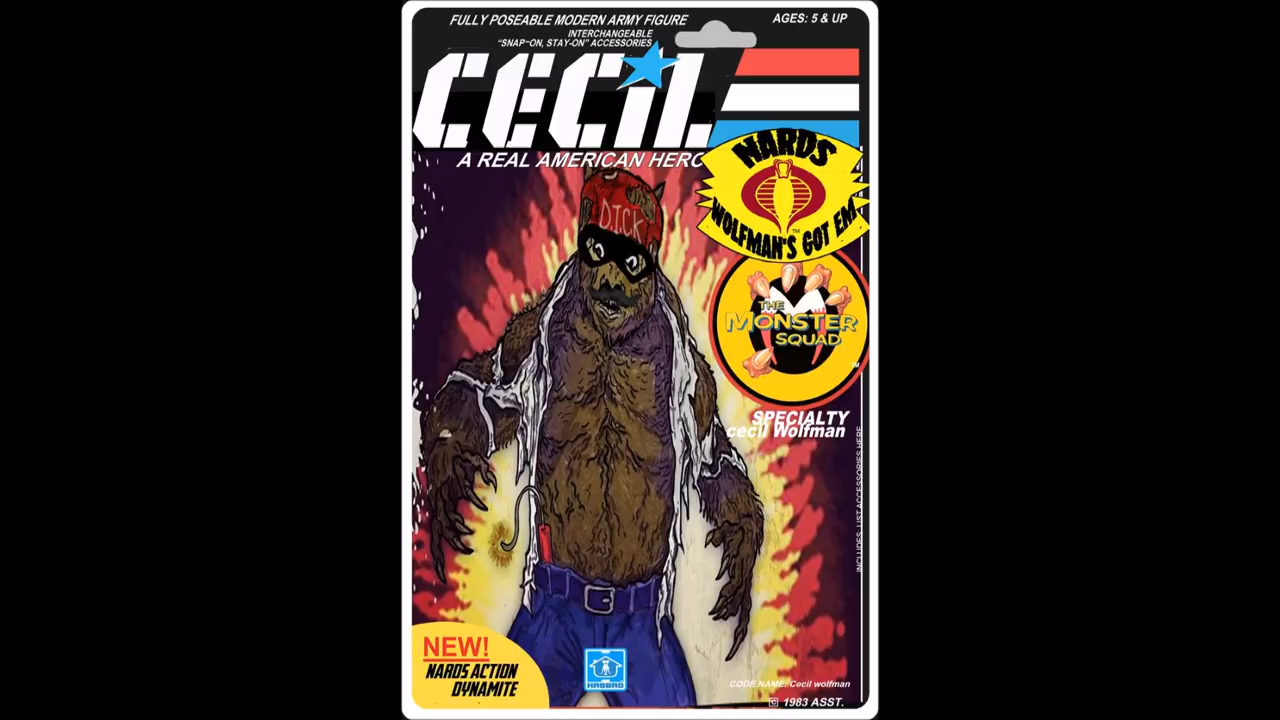 FULLY POSEABLE MODERN ARMY FIGURE
AGES: 5 & UP
INTERCHANGEABLE
"SNAP-ON, STAY-ON" ACCESSORIES
CECiL
A REAL AMERICAN HERO
NARDS
WOLFMAN'S GOT EM
TM
DICK
THE
MONSTER
SQUAD
TM
SPECIALTY
cecil Wolfman
INCLUDES: LIST ACCESSORIES HERE
NEW!
NARDS ACTION
DYNAMITE
HASBRO
CODE NAME: Cecil wolfman
© 1983 ASST.